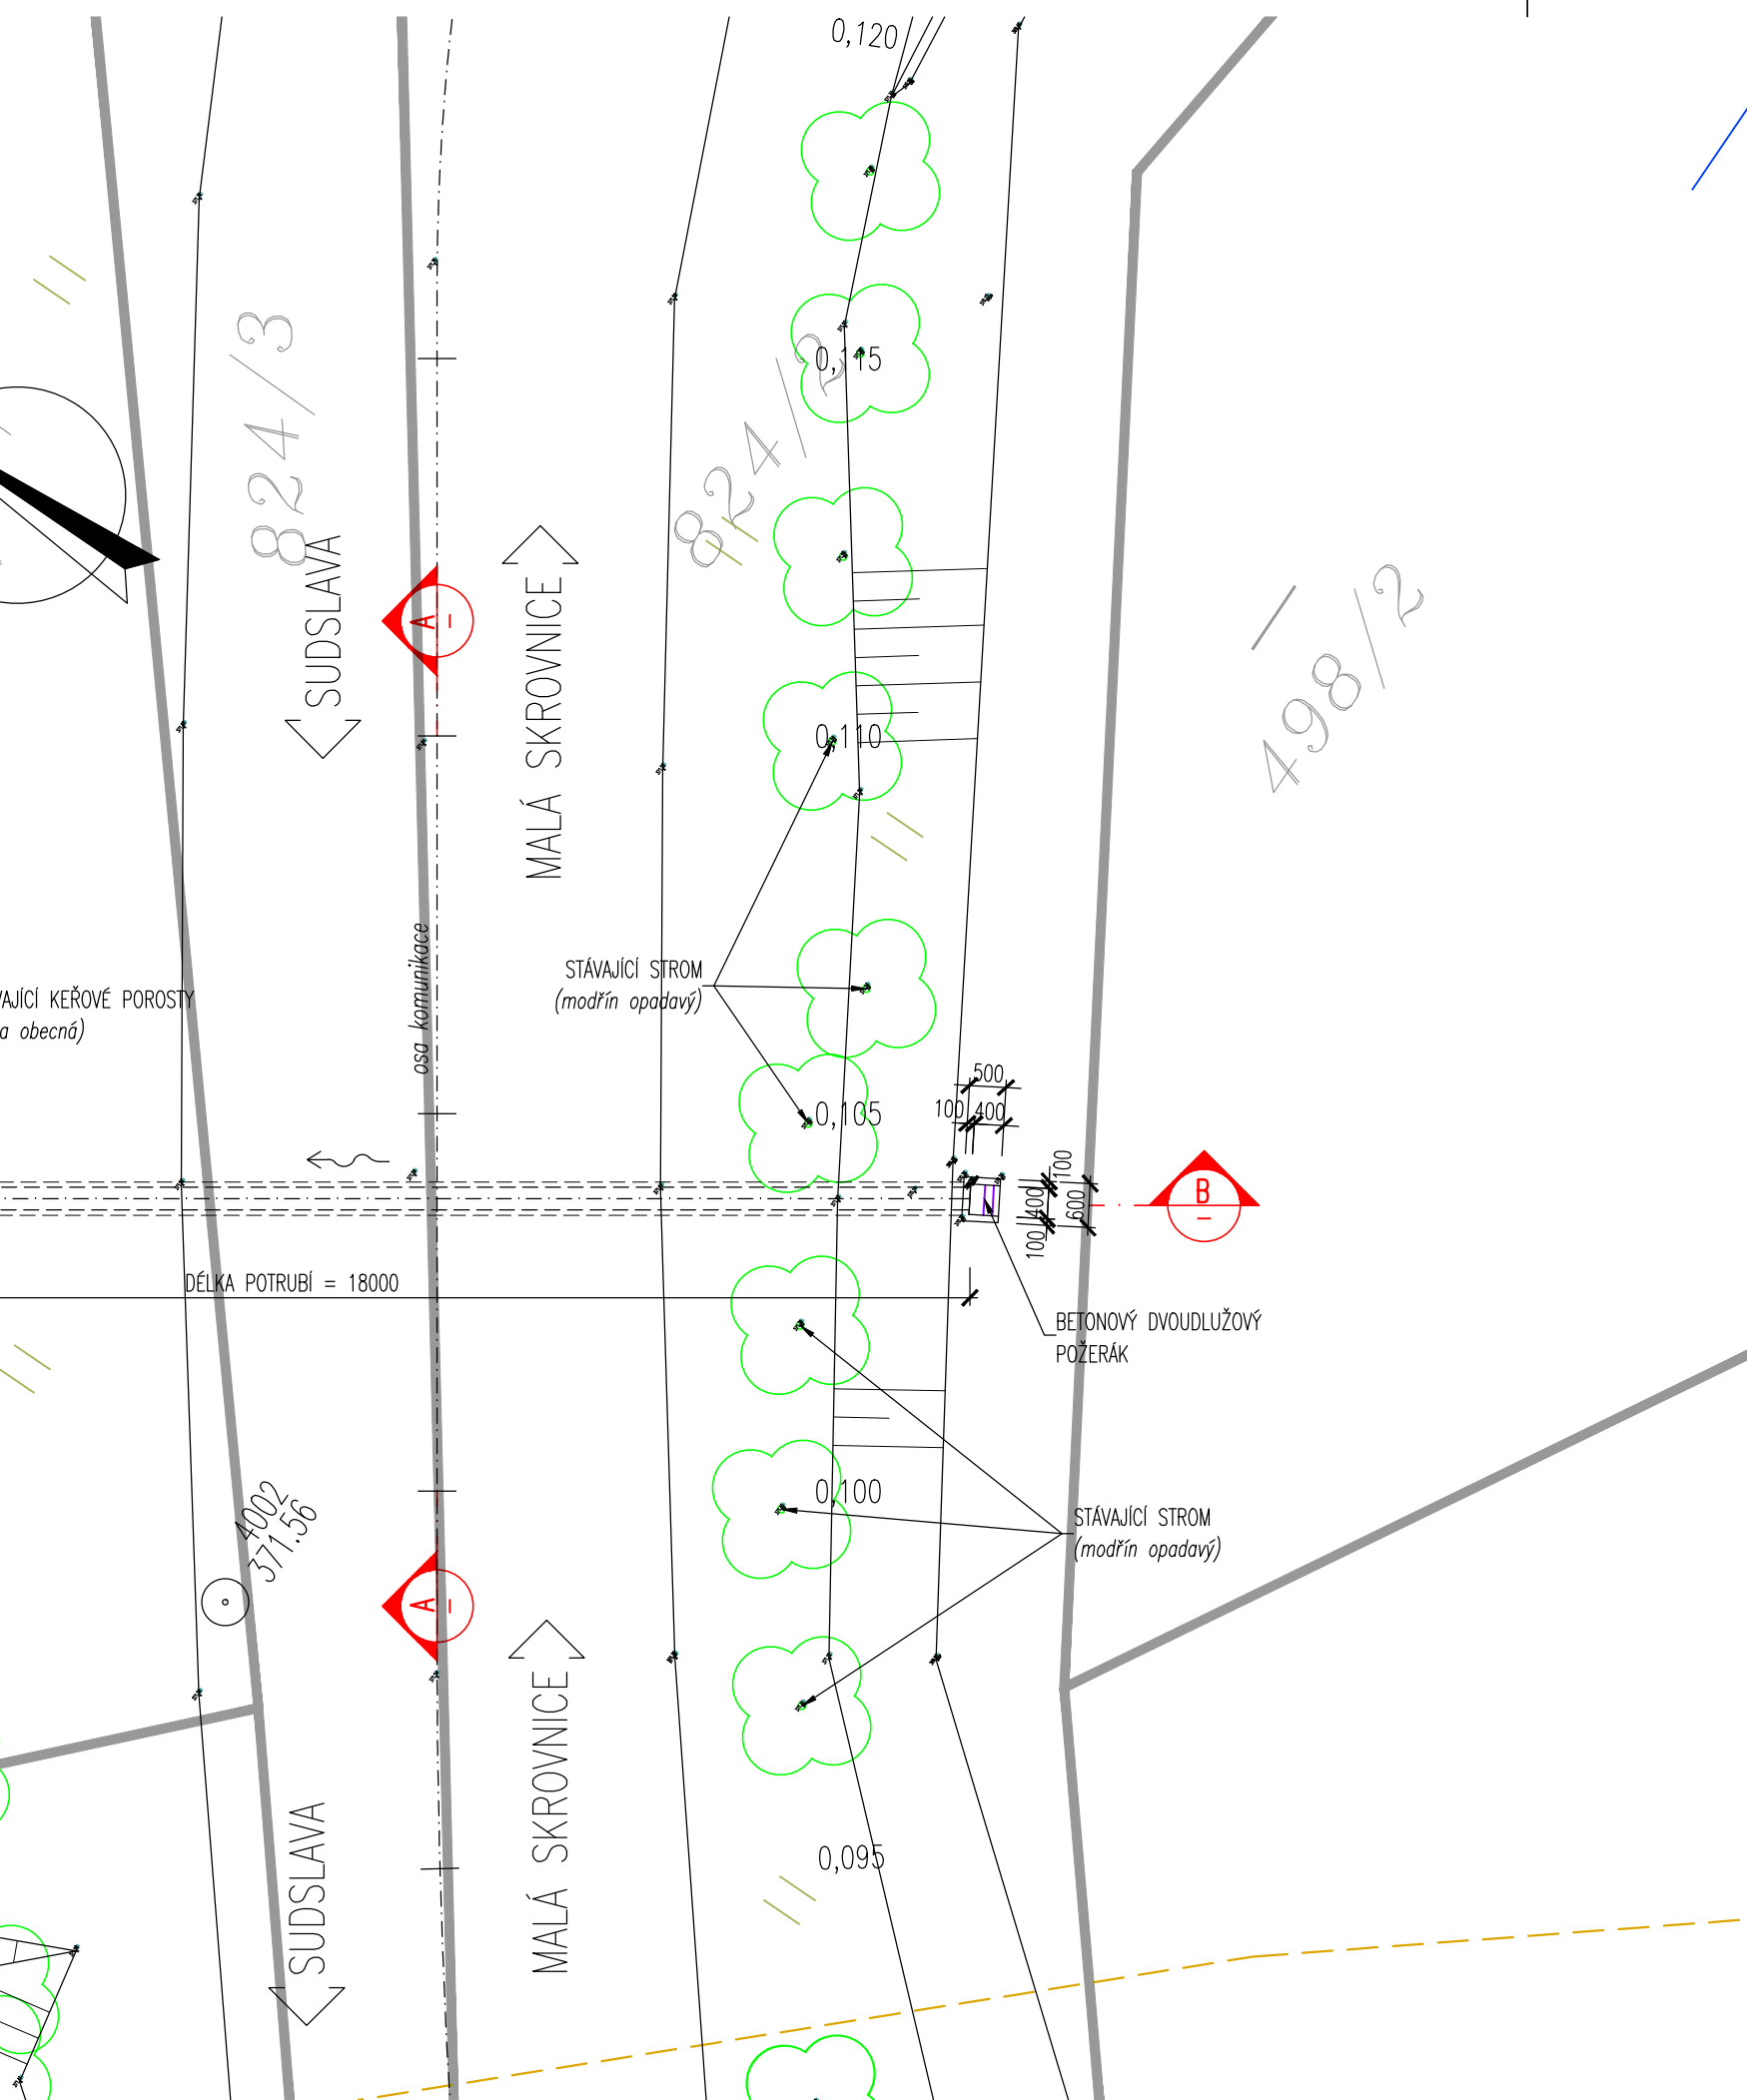 0,120
824/3
824/2
0,115
498/2
SUDSLAVA
MALÁ SKROVNICE
A
–
0,110
osa komunikace
STÁVAJÍCÍ STROM
(modřín opadavý)
VAJÍCÍ KEŘOVÉ POROSTY
a obecná)
500
100
400
0,105
100
400
600
100
B
–
DÉLKA POTRUBÍ = 18000
BETONOVÝ DVOUDLUŽOVÝ
POŽERÁK
4002
371.56
0,100
STÁVAJÍCÍ STROM
(modřín opadavý)
A
–
SUDSLAVA
MALÁ SKROVNICE
0,095